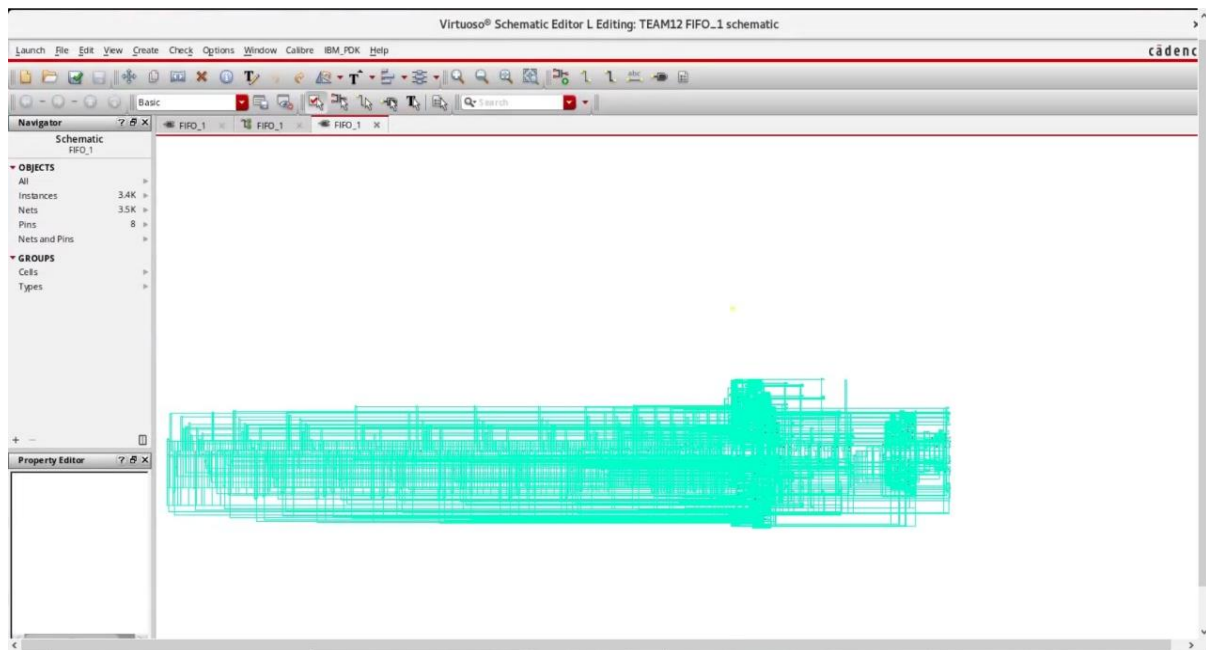 Virtuoso® Schematic Editor L Editing: TEAM12 FIFO_1 schematic
Launch File Edit View Create Check Options Window Calibre IBM_PDK Help
cādenc
Basic
Search
Navigator
FIFO_1 FIFO_1 FIFO_1
Schematic
FIFO_1
OBJECTS
All
Instances 3.4K
Nets 3.5K
Pins 8
Nets and Pins
GROUPS
Cells
Types
Property Editor